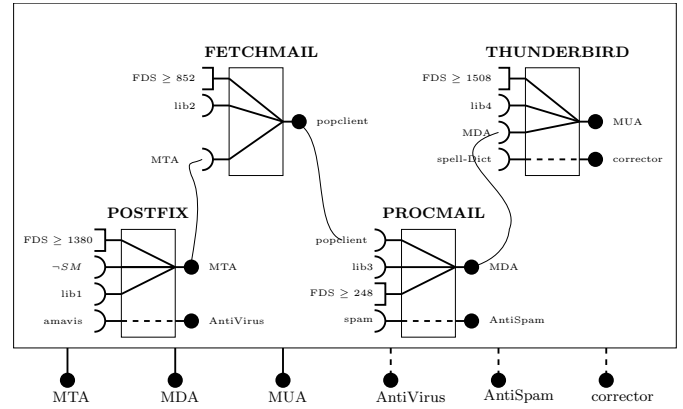 FETCHMAIL
FDS ≥ 852
lib2
MTA
popclient
THUNDERBIRD
FDS ≥ 1508
lib4
MDA
spell-Dict
MUA
corrector
POSTFIX
FDS ≥ 1380
¬SM
lib1
amavis
MTA
AntiVirus
PROCMAIL
popclient
lib3
FDS ≥ 248
spam
MDA
AntiSpam
MTA
MDA
MUA
AntiVirus
AntiSpam
corrector